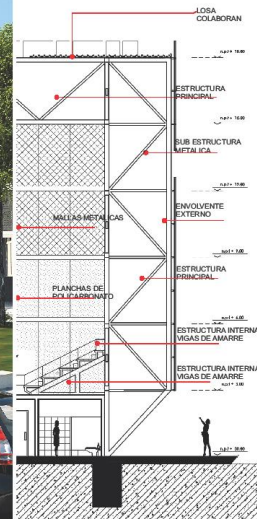 LOSA
COLABORAN
ESTRUCTURA
PRINCIPAL
SUB ESTRUCTURA
METALICA
MALLAS METALICAS
ENVOLVENTE
EXTERNO
ESTRUCTURA
PRINCIPAL
PLANCHAS DE
POLICARBONATO
ESTRUCTURA INTERNA
VIGAS DE AMARRE
ESTRUCTURA INTERNA
VIGAS DE AMARRE